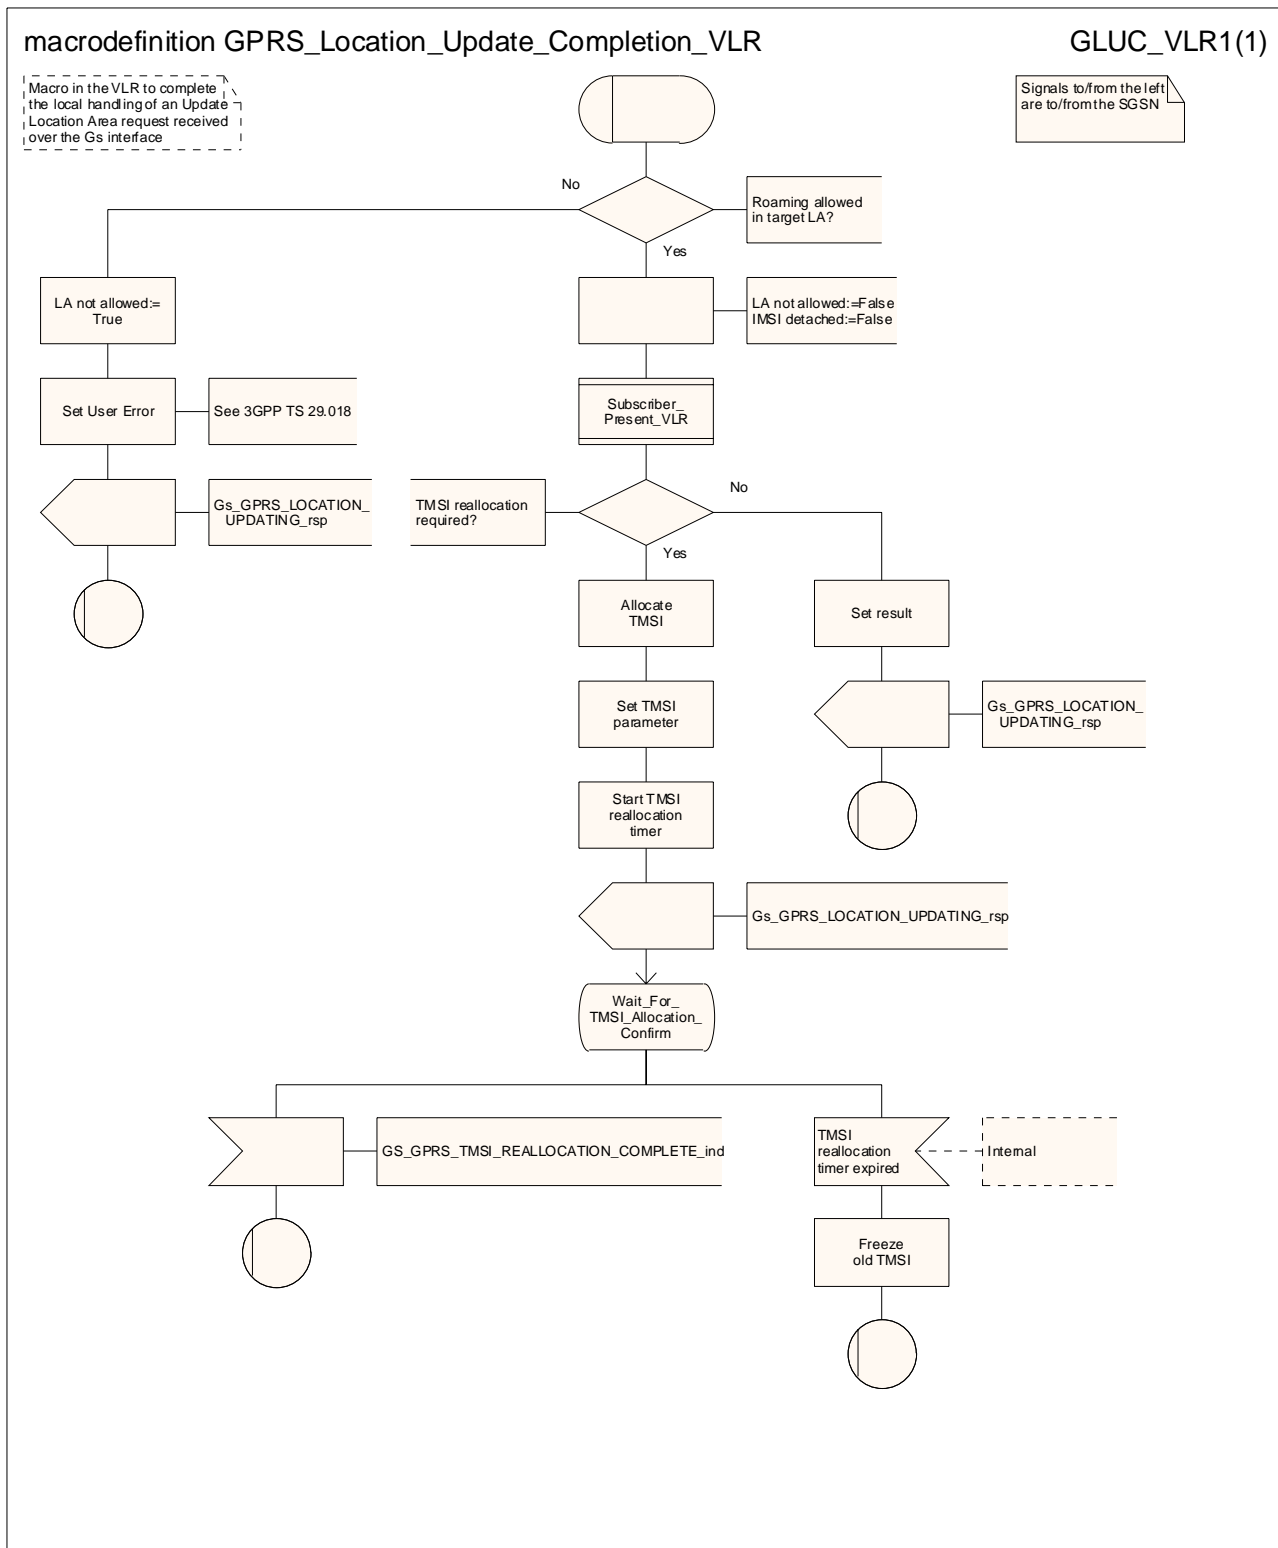 macrodefinition GPRS_Location_Update_Completion_VLR
GLUC_VLR1(1)
Macro in the VLR to complete
the local handling of an Update
Location Area request received
over the Gs interface
Signals to/from the left
are to/from the SGSN
No
Roaming allowed
in target LA?
Yes
LA not allowed:=
True
LA not allowed:=False
IMSI detached:=False
Set User Error
See 3GPP TS 29.018
Subscriber_
Present_VLR
Gs_GPRS_LOCATION_
UPDATING_rsp
TMSI reallocation
required?
No
Yes
Allocate
TMSI
Set result
Set TMSI
parameter
Gs_GPRS_LOCATION_
UPDATING_rsp
Start TMSI
reallocation
timer
Gs_GPRS_LOCATION_UPDATING_rsp
Wait_For_
TMSI_Allocation_
Confirm
GS_GPRS_TMSI_REALLOCATION_COMPLETE_ind
TMSI
reallocation
timer expired
Internal
Freeze
old TMSI